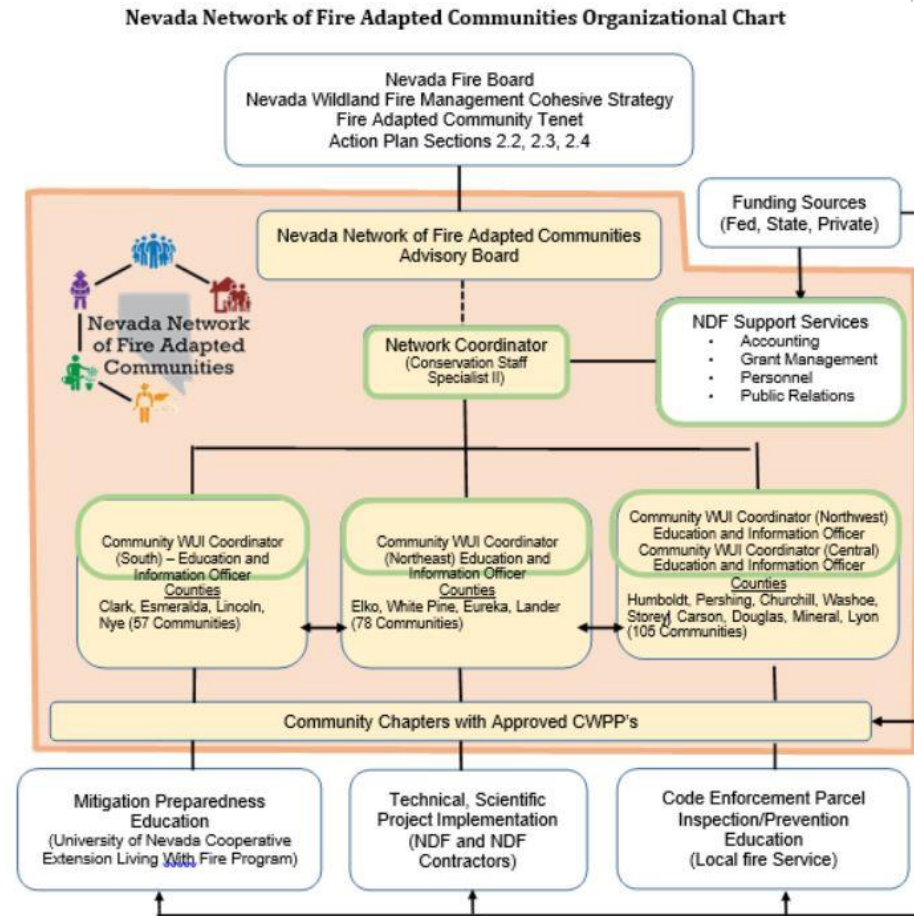 Nevada Network of Fire Adapted Communities Organizational Chart
Nevada Fire Board
Nevada Wildland Fire Management Cohesive Strategy
Fire Adapted Community Tenet
Action Plan Sections 2.2, 2.3, 2.4
Funding Sources
(Fed, State, Private)
Nevada Network of Fire Adapted Communities
Advisory Board
Nevada Network
of Fire Adapted
Communities
Network Coordinator
(Conservation Staff
Specialist II)
NDF Support Services
• Accounting
• Grant Management
• Personnel
• Public Relations
Community WUI Coordinator
(South) – Education and
Information Officer
Counties
Clark, Esmeralda, Lincoln,
Nye (57 Communities)
Community WUI Coordinator
(Northeast) Education and
Information Officer
Counties
Elko, White Pine, Eureka, Lander
(78 Communities)
Community WUI Coordinator (Northwest)
Education and Information Officer
Community WUI Coordinator (Central)
Education and Information Officer
Counties
Humboldt, Pershing, Churchill, Washoe,
Storey, Carson, Douglas, Mineral, Lyon
(105 Communities)
Community Chapters with Approved CWPP's
Mitigation Preparedness
Education
(University of Nevada Cooperative
Extension Living With Fire Program)
Technical, Scientific
Project Implementation
(NDF and NDF
Contractors)
Code Enforcement Parcel
Inspection/Prevention
Education
(Local fire Service)